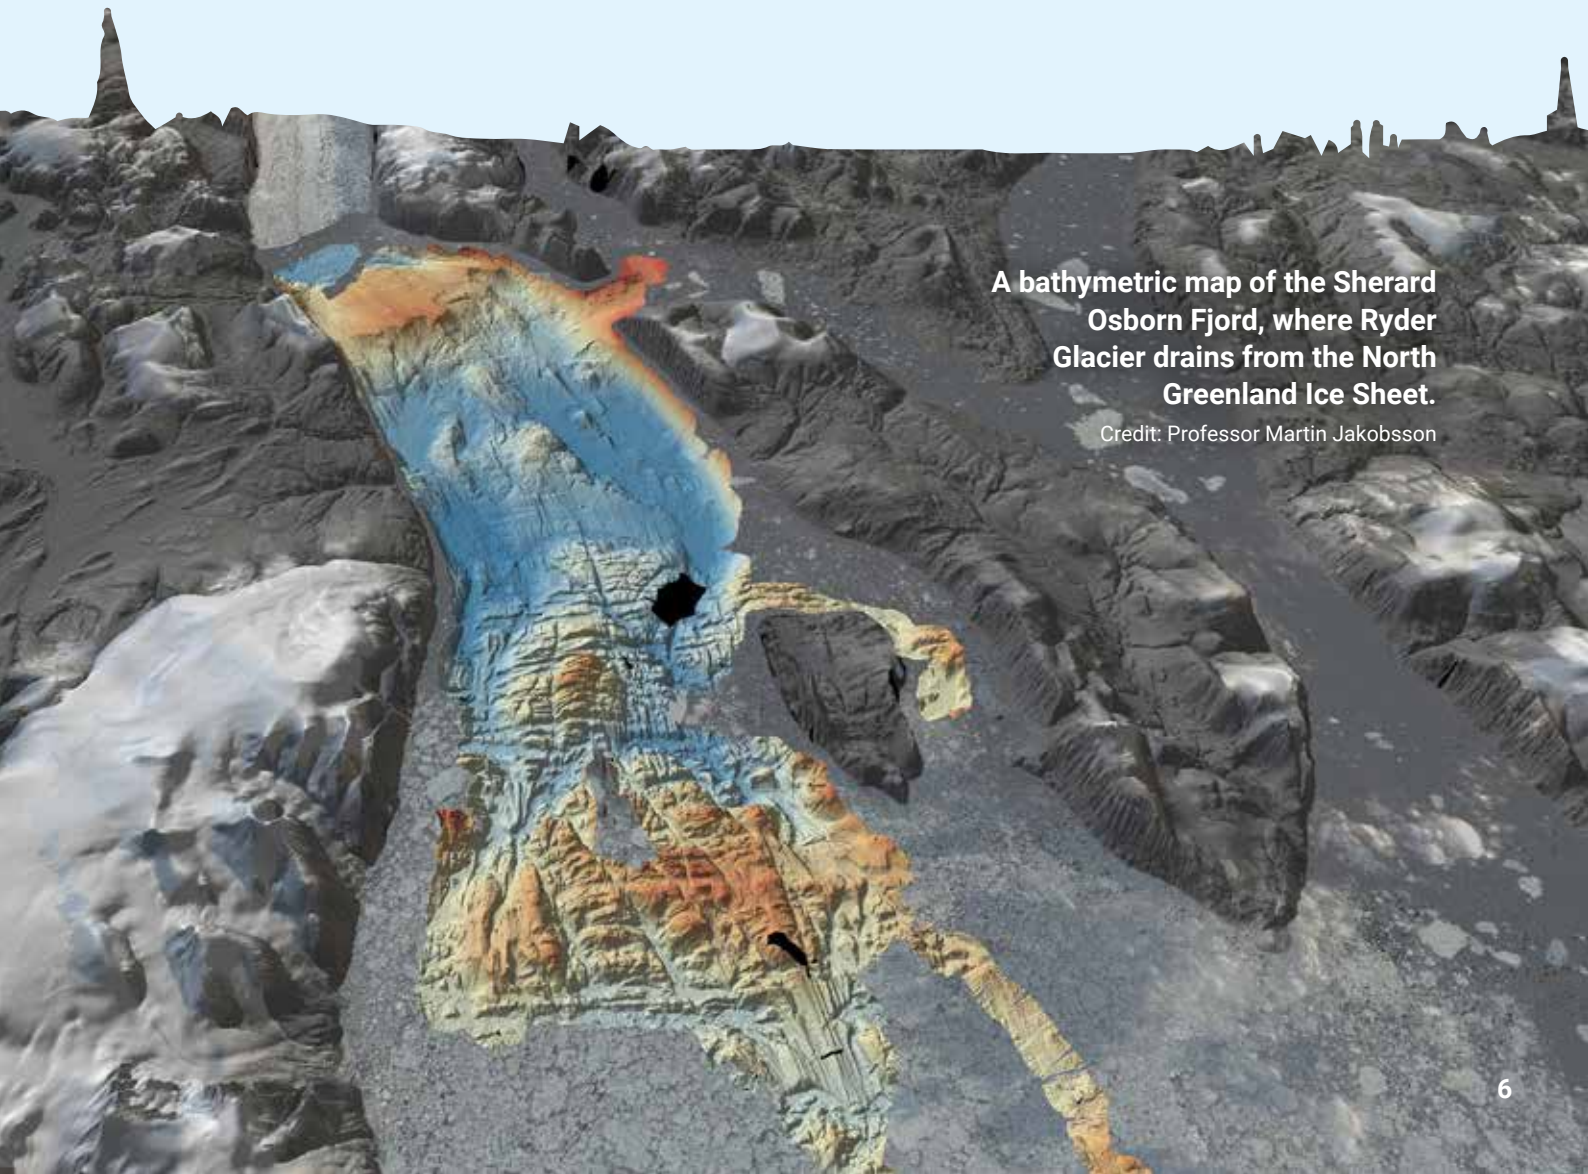 A bathymetric map of the Sherard
Osborn Fjord, where Ryder
Glacier drains from the North
Greenland Ice Sheet.
Credit: Professor Martin Jakobsson
6